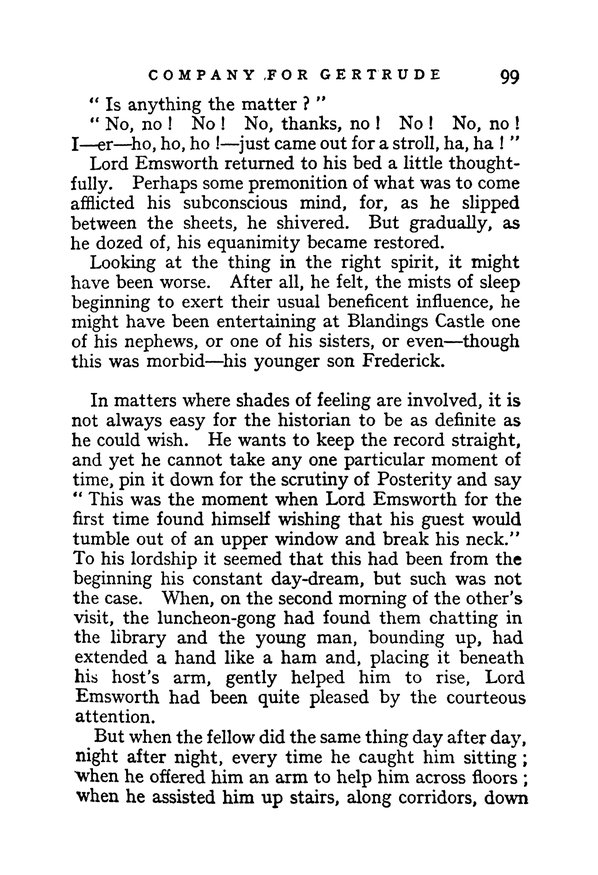 COMPANY FOR GERTRUDE 99
“ Is anything the matter ? ”
“ No, no ! No ! No, thanks, no ! No ! No, no !
I—er—ho, ho, ho !—just came out for a stroll, ha, ha ! ”
Lord Emsworth returned to his bed a little thought-
fully. Perhaps some premonition of what was to come
afflicted his subconscious mind, for, as he slipped
between the sheets, he shivered. But gradually, as
he dozed of, his equanimity became restored.
Looking at the thing in the right spirit, it might
have been worse. After all, he felt, the mists of sleep
beginning to exert their usual beneficent influence, he
might have been entertaining at Blandings Castle one
of his nephews, or one of his sisters, or even—though
this was morbid—his younger son Frederick.
In matters where shades of feeling are involved, it is
not always easy for the historian to be as definite as
he could wish. He wants to keep the record straight,
and yet he cannot take any one particular moment of
time, pin it down for the scrutiny of Posterity and say
“ This was the moment when Lord Emsworth for the
first time found himself wishing that his guest would
tumble out of an upper window and break his neck.”
To his lordship it seemed that this had been from the
beginning his constant day-dream, but such was not
the case. When, on the second morning of the other’s
visit, the luncheon-gong had found them chatting in
the library and the young man, bounding up, had
extended a hand like a ham and, placing it beneath
his host’s arm, gently helped him to rise, Lord
Emsworth had been quite pleased by the courteous
attention.
But when the fellow did the same thing day after day,
night after night, every time he caught him sitting ;
when he offered him an arm to help him across floors ;
when he assisted him up stairs, along corridors, down